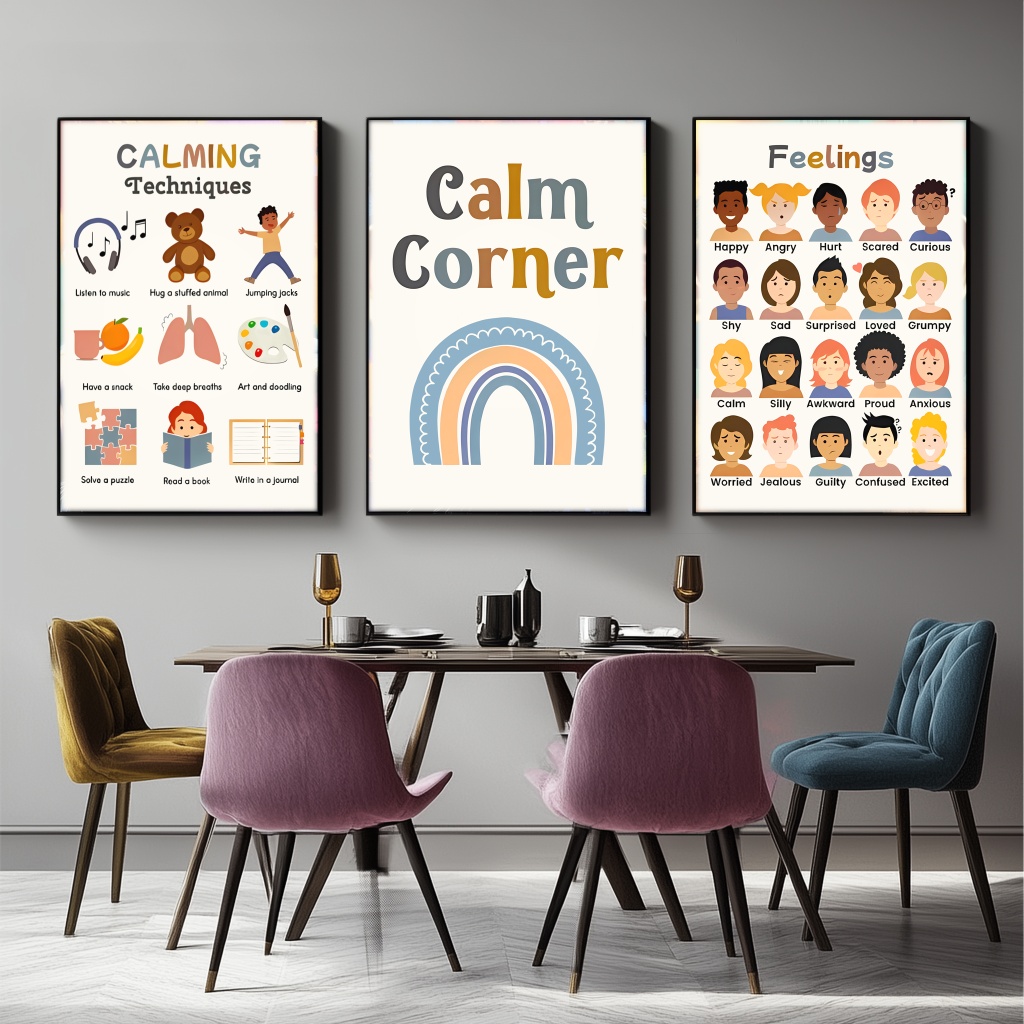 CALMING
Techniques
Listen to music
Hug a stuffed animal
Jumping jacks
Have a snack
Take deep breaths
Art and doodling
Solve a puzzle
Read a book
Write in a journal
Calm
Corner
Feelings
?
Happy Angry Hurt Scared Curious
Shy Sad Surprised Loved Grumpy
Calm Silly Awkward Proud Anxious
? ?
Worried Jealous Guilty Confused Excited